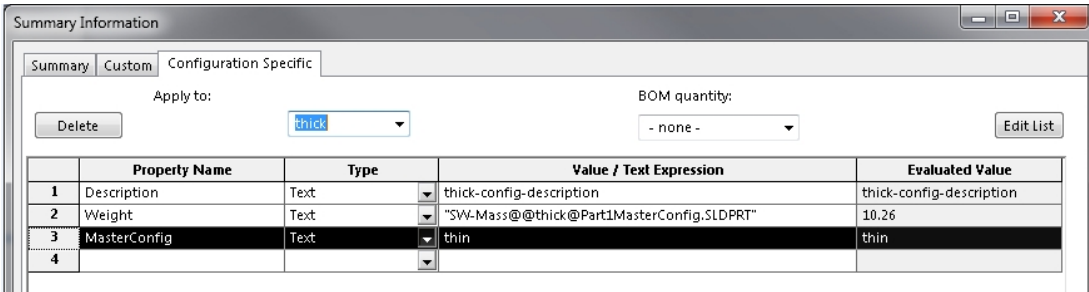 Summary Information
Summary Custom Configuration Specific
Apply to: BOM quantity:
Delete thick - none - Edit List
Property Name Type Value / Text Expression Evaluated Value
1 Description Text thick-config-description thick-config-description
2 Weight Text "SW-Mass@@thick@Part1MasterConfig.SLDPRT" 10.26
3 MasterConfig Text thin thin
4